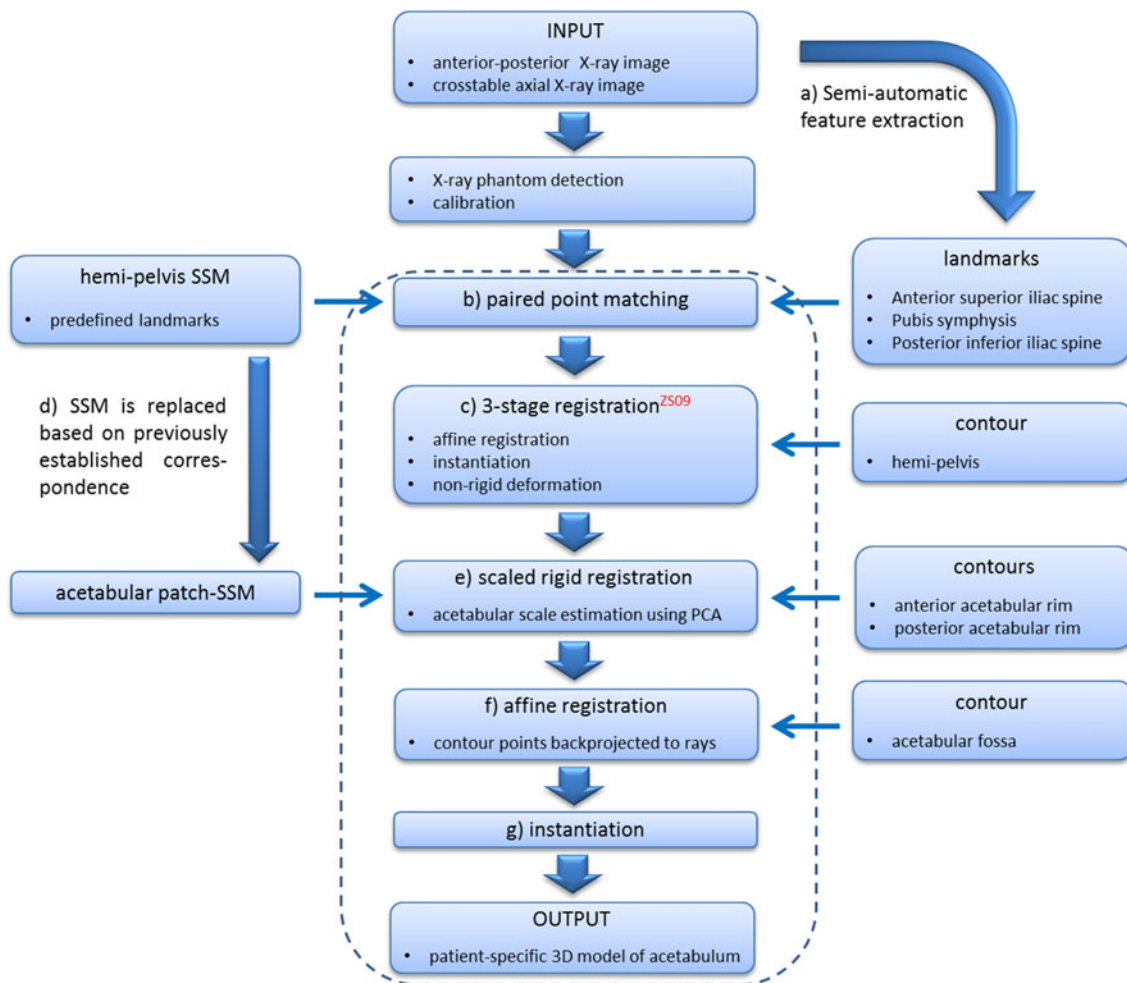 INPUT
• anterior-posterior X-ray image
• crosstable axial X-ray image
a) Semi-automatic
feature extraction
• X-ray phantom detection
• calibration
hemi-pelvis SSM
• predefined landmarks
b) paired point matching
landmarks
• Anterior superior iliac spine
• Pubis symphysis
• Posterior inferior iliac spine
d) SSM is replaced
based on previously
established corres-
pondence
c) 3-stage registration ZS09
• affine registration
• instantiation
• non-rigid deformation
contour
• hemi-pelvis
acetabular patch-SSM
e) scaled rigid registration
• acetabular scale estimation using PCA
contours
• anterior acetabular rim
• posterior acetabular rim
f) affine registration
• contour points backprojected to rays
contour
• acetabular fossa
g) instantiation
OUTPUT
• patient-specific 3D model of acetabulum